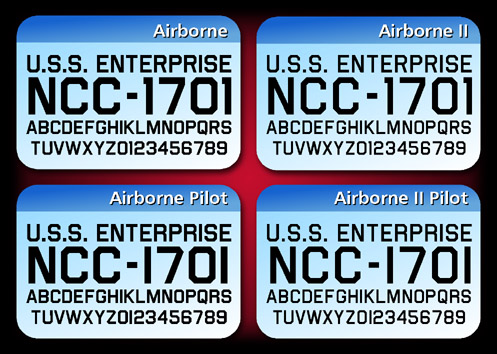 Airborne
U.S.S. ENTERPRISE
NCC-1701
ABCDEFGHIKLMNOPQRS
TUVWXYZ0123456789
Airborne II
U.S.S. ENTERPRISE
NCC-1701
ABCDEFGHIKLMNOPQRS
TUVWXYZ0123456789
Airborne Pilot
U.S.S. ENTERPRISE
NCC-1701
ABCDEFGHIKLMNOPQRS
TUVWXYZ0123456789
Airborne II Pilot
U.S.S. ENTERPRISE
NCC-1701
ABCDEFGHIKLMNOPQRS
TUVWXYZ0123456789